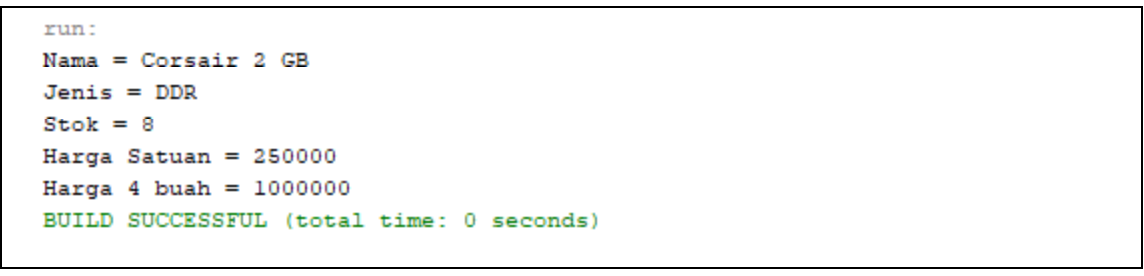 run:
Nama = Corsair 2 GB
Jenis = DDR
Stok = 8
Harga Satuan = 250000
Harga 4 buah = 1000000
BUILD SUCCESSFUL (total time: 0 seconds)